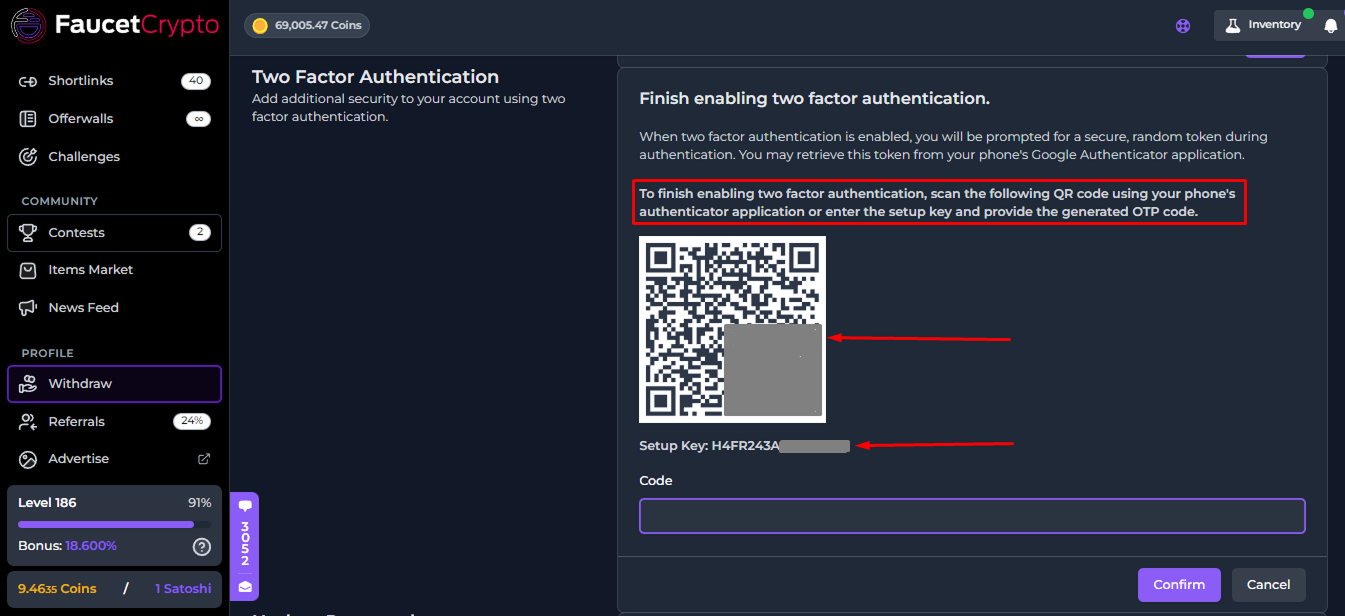 FaucetCrypto
69,005.47 Coins
Inventory
Shortlinks 40
Offerwalls ∞
Challenges
COMMUNITY
Contests 2
Items Market
News Feed
PROFILE
Withdraw
Referrals 24%
Advertise
Level 186 91%
Bonus: 18.600% ?
9.4635 Coins / 1 Satoshi
3052
Two Factor Authentication
Add additional security to your account using two
factor authentication.
Finish enabling two factor authentication.
When two factor authentication is enabled, you will be prompted for a secure, random token during
authentication. You may retrieve this token from your phone's Google Authenticator application.
To finish enabling two factor authentication, scan the following QR code using your phone's
authenticator application or enter the setup key and provide the generated OTP code.
Setup Key: H4FR243A
Code
Confirm Cancel